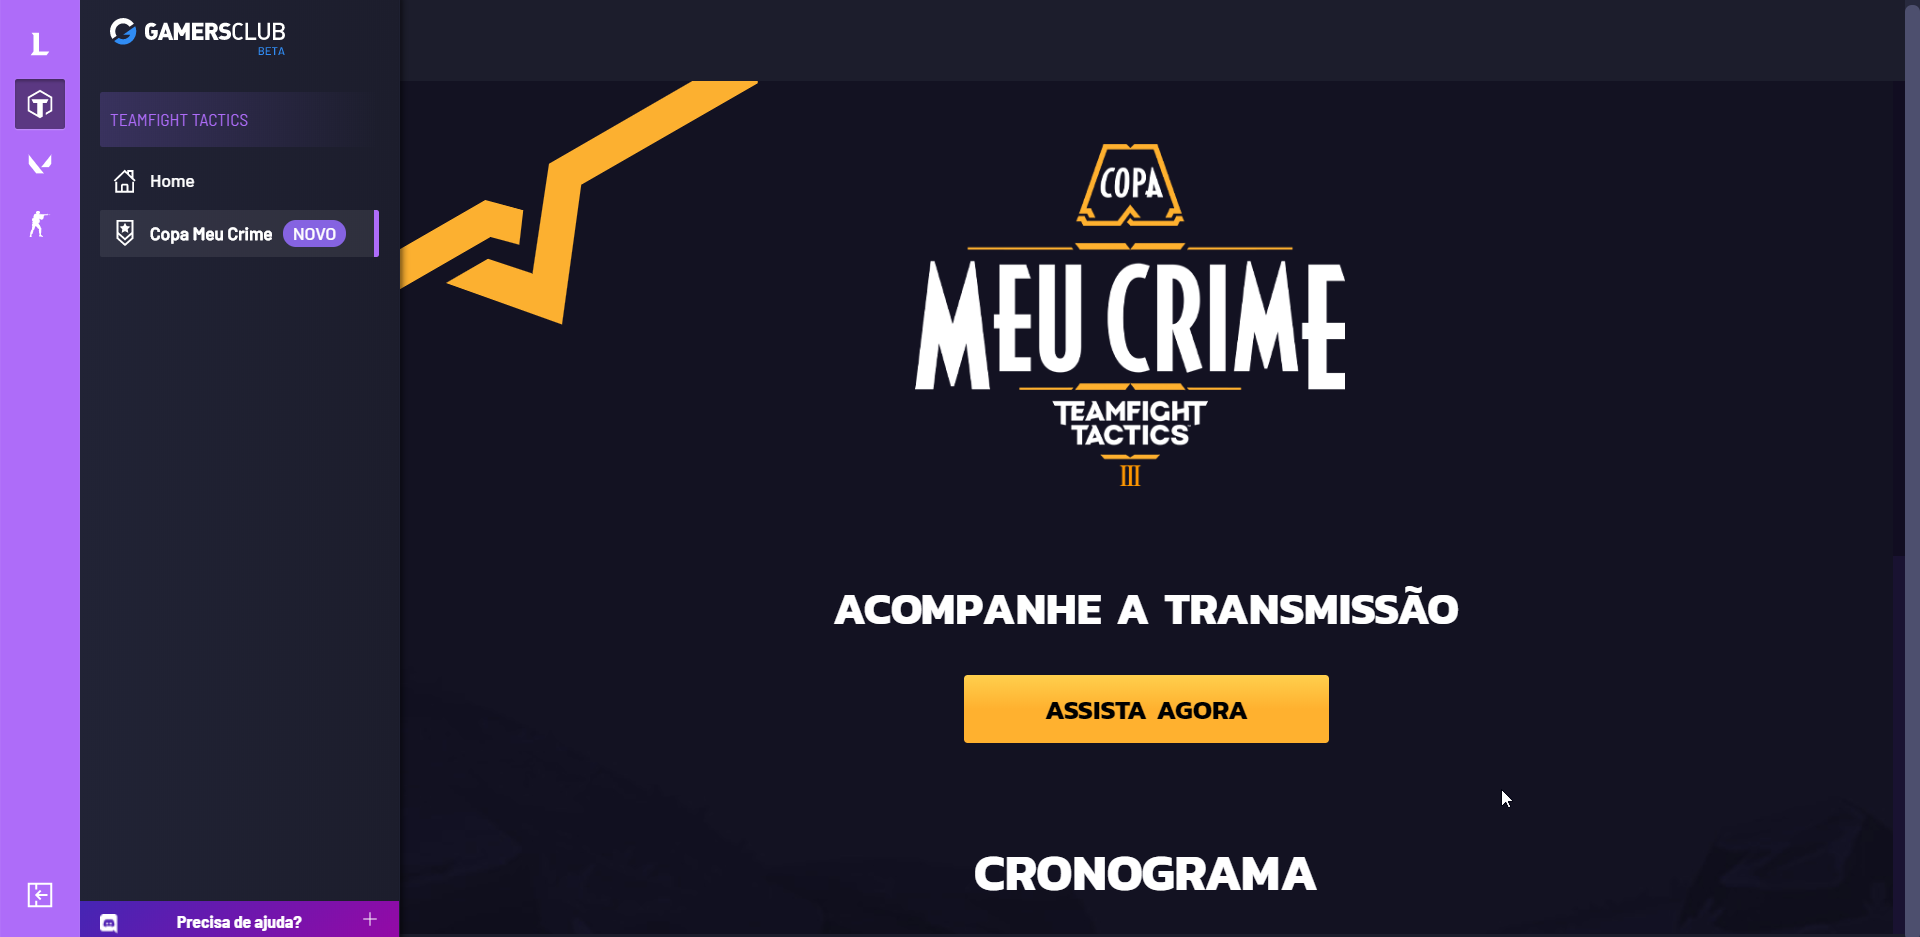 GAMERSCLUB
BETA
TEAMFIGHT TACTICS
Home
Copa Meu Crime NOVO
Precisa de ajuda?
COPA
MEU CRIME
TEAMFIGHT
TACTICS
III
ACOMPANHE A TRANSMISSÃO
ASSISTA AGORA
CRONOGRAMA